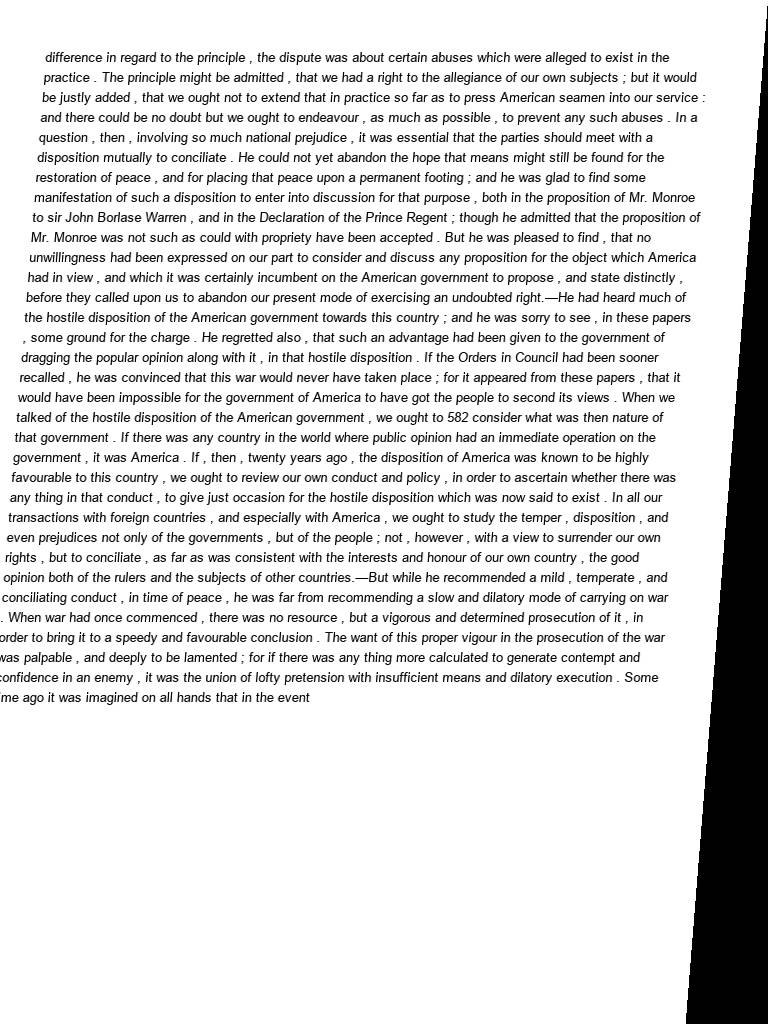 difference in regard to the principle , the dispute was about certain abuses which were alleged to exist in the
practice . The principle might be admitted , that we had a right to the allegiance of our own subjects ; but it would
be justly added , that we ought not to extend that in practice so far as to press American seamen into our service :
and there could be no doubt but we ought to endeavour , as much as possible , to prevent any such abuses . In a
question , then , involving so much national prejudice , it was essential that the parties should meet with a
disposition mutually to conciliate . He could not yet abandon the hope that means might still be found for the
restoration of peace , and for placing that peace upon a permanent footing ; and he was glad to find some
manifestation of such a disposition to enter into discussion for that purpose , both in the proposition of Mr. Monroe
to sir John Borlase Warren , and in the Declaration of the Prince Regent ; though he admitted that the proposition of
Mr. Monroe was not such as could with propriety have been accepted . But he was pleased to find , that no
unwillingness had been expressed on our part to consider and discuss any proposition for the object which America
had in view , and which it was certainly incumbent on the American government to propose , and state distinctly ,
before they called upon us to abandon our present mode of exercising an undoubted right.—He had heard much of
the hostile disposition of the American government towards this country ; and he was sorry to see , in these papers
, some ground for the charge . He regretted also , that such an advantage had been given to the government of
dragging the popular opinion along with it , in that hostile disposition . If the Orders in Council had been sooner
recalled , he was convinced that this war would never have taken place ; for it appeared from these papers , that it
would have been impossible for the government of America to have got the people to second its views . When we
talked of the hostile disposition of the American government , we ought to 582 consider what was then nature of
that government . If there was any country in the world where public opinion had an immediate operation on the
government , it was America . If , then , twenty years ago , the disposition of America was known to be highly
favourable to this country , we ought to review our own conduct and policy , in order to ascertain whether there was
any thing in that conduct , to give just occasion for the hostile disposition which was now said to exist . In all our
transactions with foreign countries , and especially with America , we ought to study the temper , disposition , and
even prejudices not only of the governments , but of the people ; not , however , with a view to surrender our own
rights , but to conciliate , as far as was consistent with the interests and honour of our own country , the good
opinion both of the rulers and the subjects of other countries.—But while he recommended a mild , temperate , and
conciliating conduct , in time of peace , he was far from recommending a slow and dilatory mode of carrying on war
. When war had once commenced , there was no resource , but a vigorous and determined prosecution of it , in
order to bring it to a speedy and favourable conclusion . The want of this proper vigour in the prosecution of the war
was palpable , and deeply to be lamented ; for if there was any thing more calculated to generate contempt and
confidence in an enemy , it was the union of lofty pretension with insufficient means and dilatory execution . Some
ago it was imagined on all hands that in the event